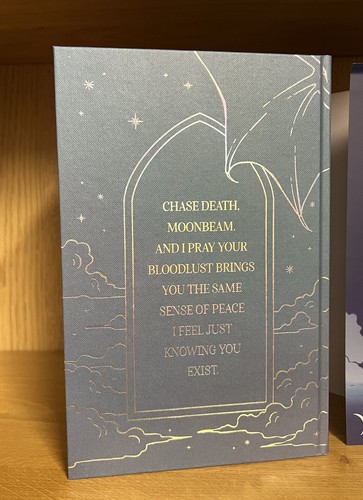 CHASE DEATH,
MOONBEAM.
AND I PRAY YOUR
BLOODLUST BRINGS
YOU THE SAME
SENSE OF PEACE
I FEEL JUST
KNOWING YOU
EXIST.